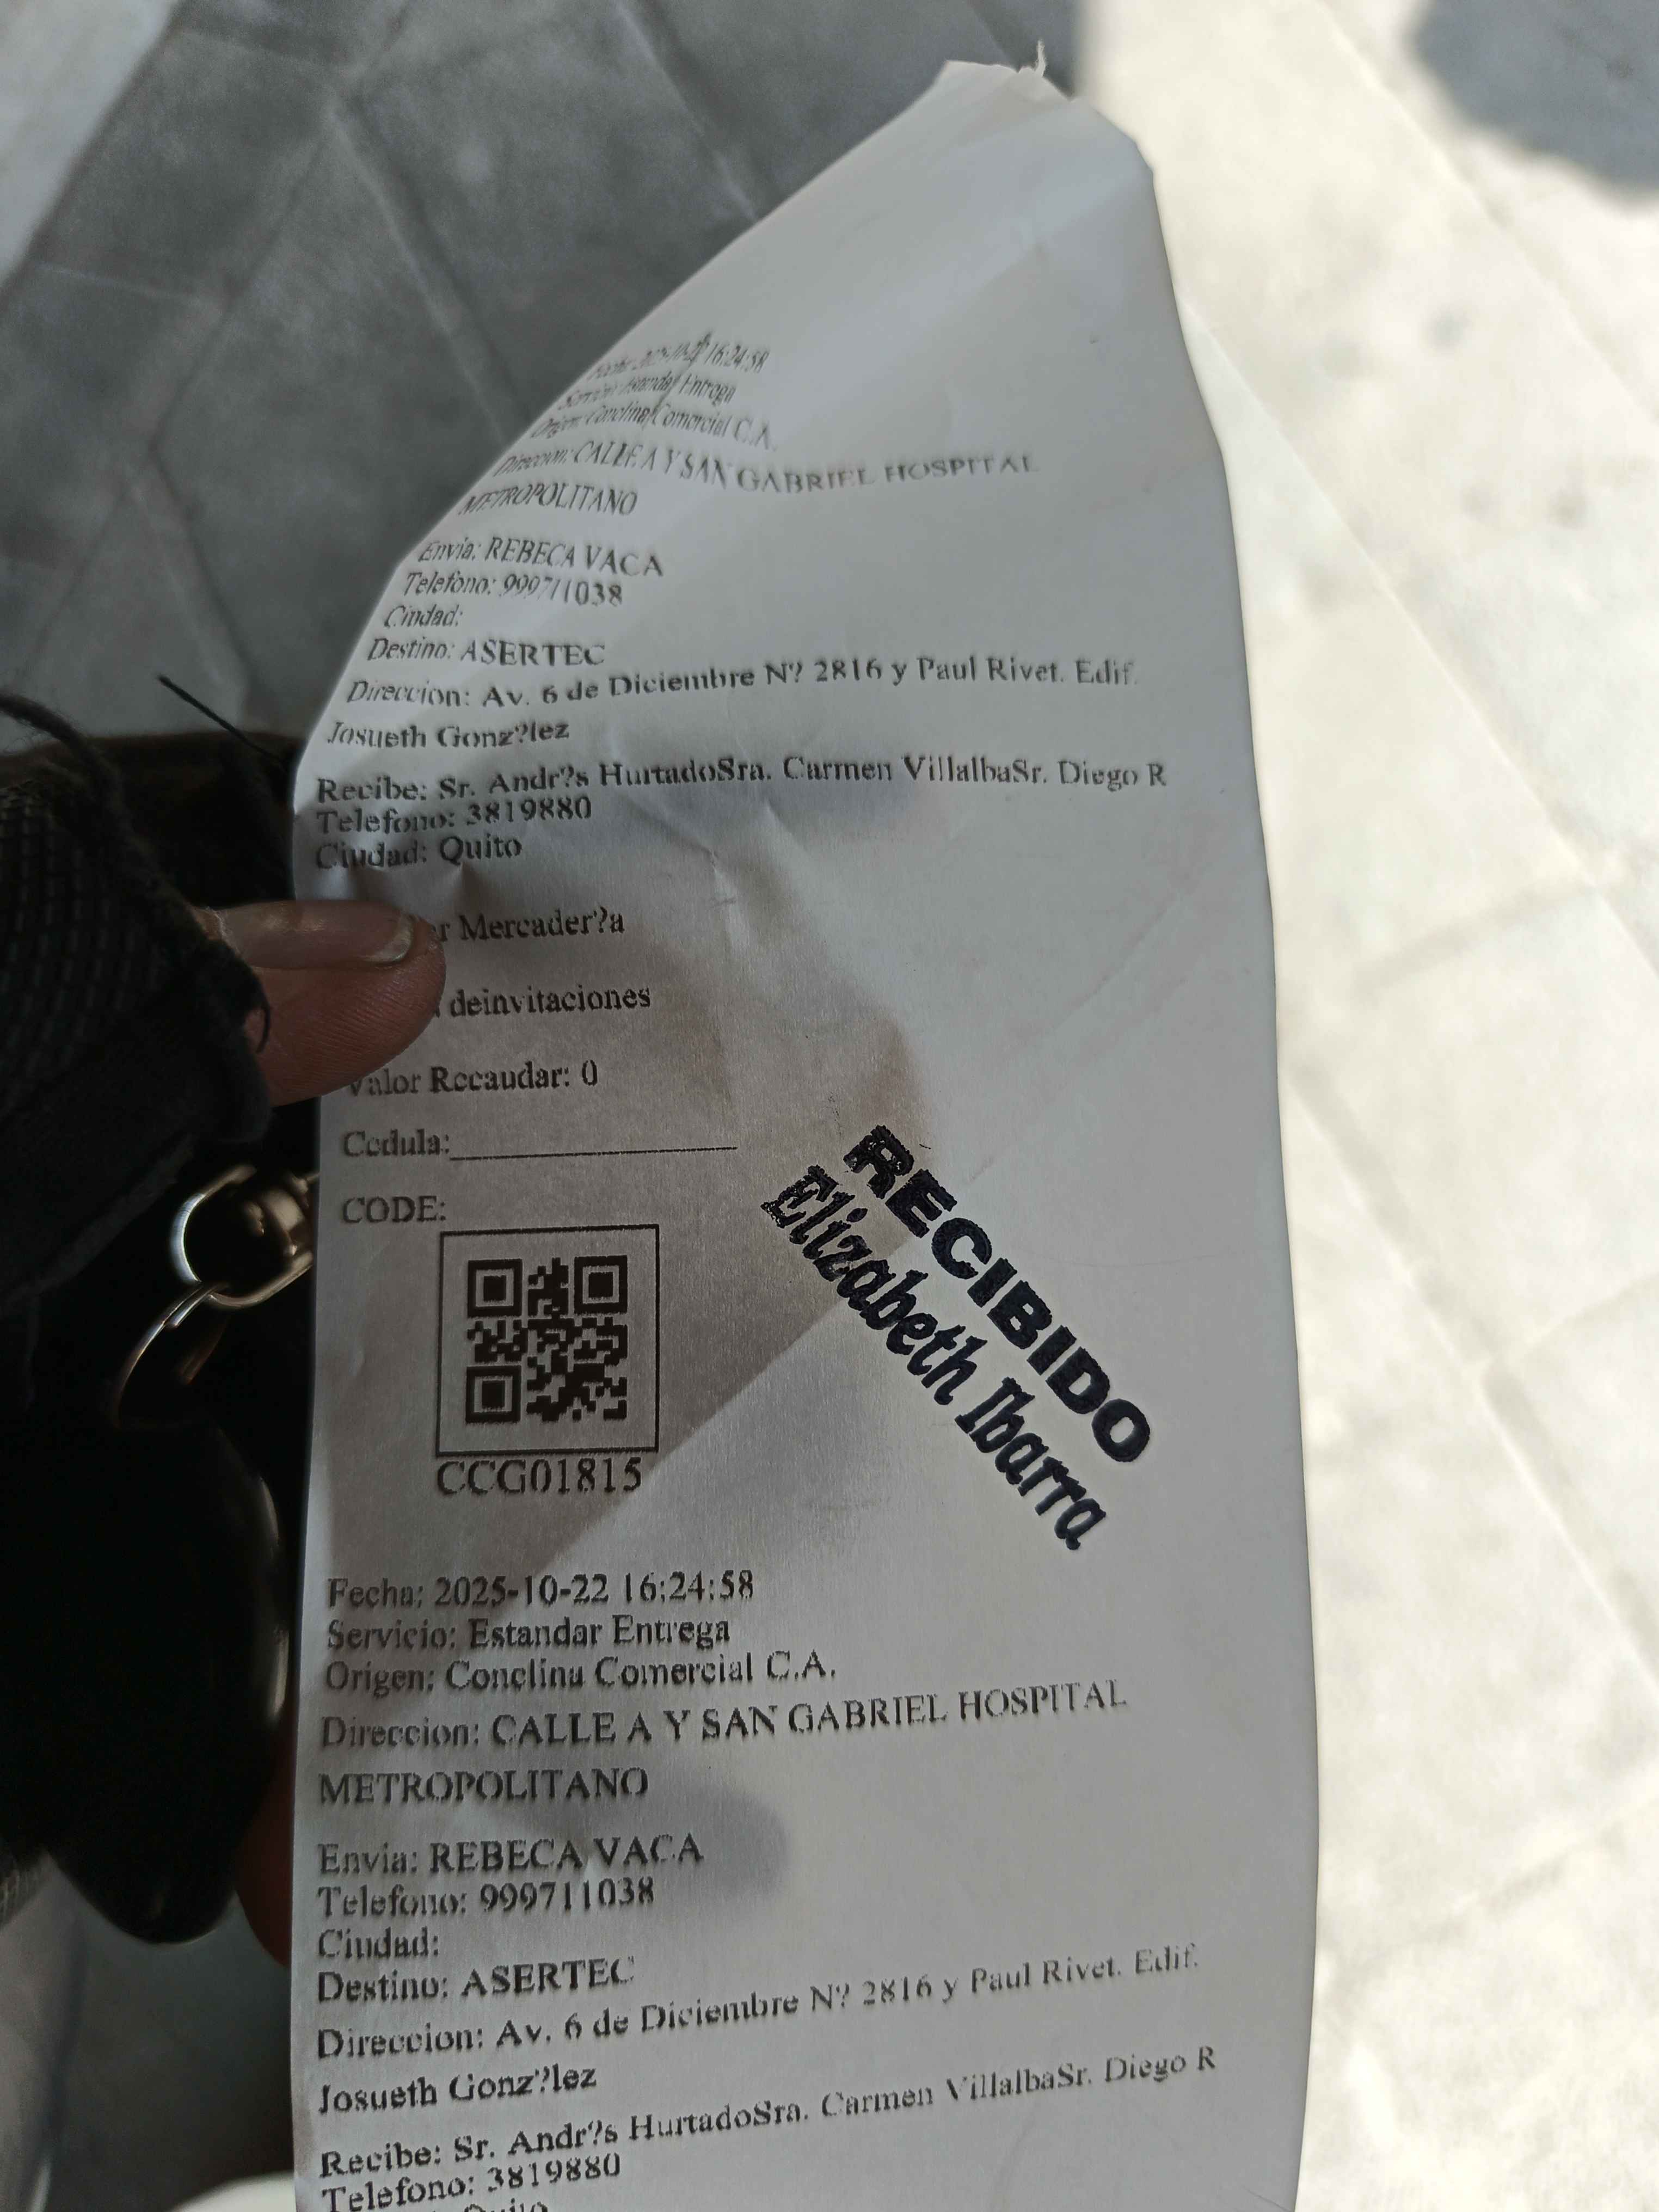 Fecha: 2025-10-22 16:24:58
Servicio: Estandar Entrega
Origen: Conclina Comercial C.A.
Direccion: CALLE A Y SAN GABRIEL HOSPITAL
METROPOLITANO
Envia: REBECA VACA
Telefono: 999711038
Ciudad:
Destino: ASERTEC
Direccion: Av. 6 de Diciembre N? 2816 y Paul Rivet. Edif.
Josueth Gonz?lez
Recibe: Sr. Andr?s HurtadoSra. Carmen VillalbaSr. Diego R
Telefono: 3819880
Ciudad: Quito
Mercader?a
deinvitaciones
Valor Recaudar: 0
Cedula:
CODE:
RECIBIDO
Elizabeth Ibarra
CCG01815
Fecha: 2025-10-22 16:24:58
Servicio: Estandar Entrega
Origen: Conclina Comercial C.A.
Direccion: CALLE A Y SAN GABRIEL HOSPITAL
METROPOLITANO
Envia: REBECA VACA
Telefono: 999711038
Ciudad:
Destino: ASERTEC
Direccion: Av. 6 de Diciembre N? 2816 y Paul Rivet. Edif.
Josueth Gonz?lez
Recibe: Sr. Andr?s HurtadoSra. Carmen VillalbaSr. Diego R
Telefono: 3819880
Quito